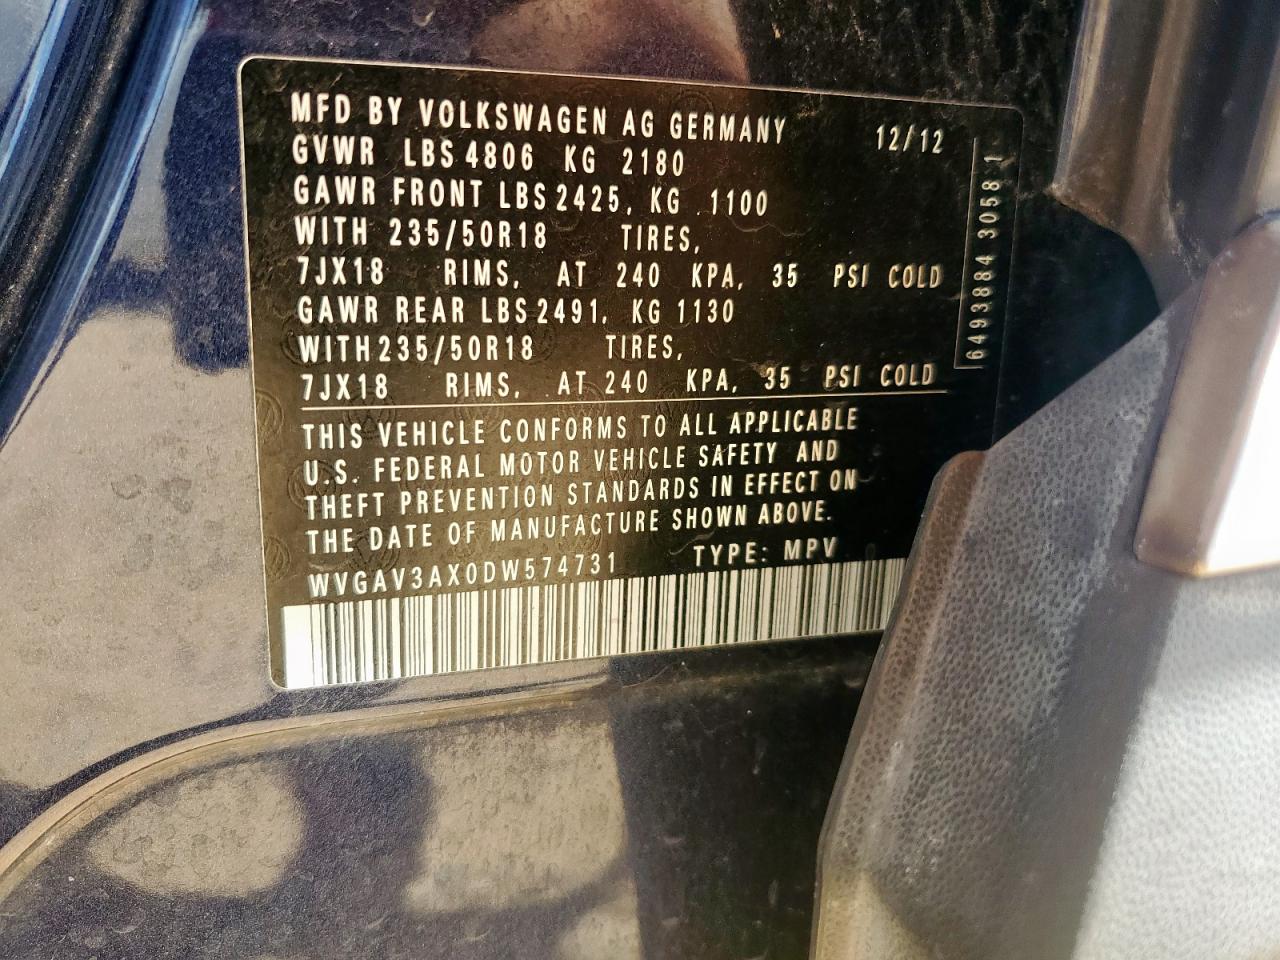 MFD BY VOLKSWAGEN AG GERMANY 12/12
GVWR LBS 4806 KG 2180
GAWR FRONT LBS 2425, KG 1100
WITH 235/50R18 TIRES,
7JX18 RIMS, AT 240 KPA, 35 PSI COLD
GAWR REAR LBS 2491, KG 1130
WITH 235/50R18 TIRES,
7JX18 RIMS, AT 240 KPA, 35 PSI COLD
THIS VEHICLE CONFORMS TO ALL APPLICABLE
U.S. FEDERAL MOTOR VEHICLE SAFETY AND
THEFT PREVENTION STANDARDS IN EFFECT ON
THE DATE OF MANUFACTURE SHOWN ABOVE.
WVGAV3AX0DW574731 TYPE: MPV
6493884 3058 1